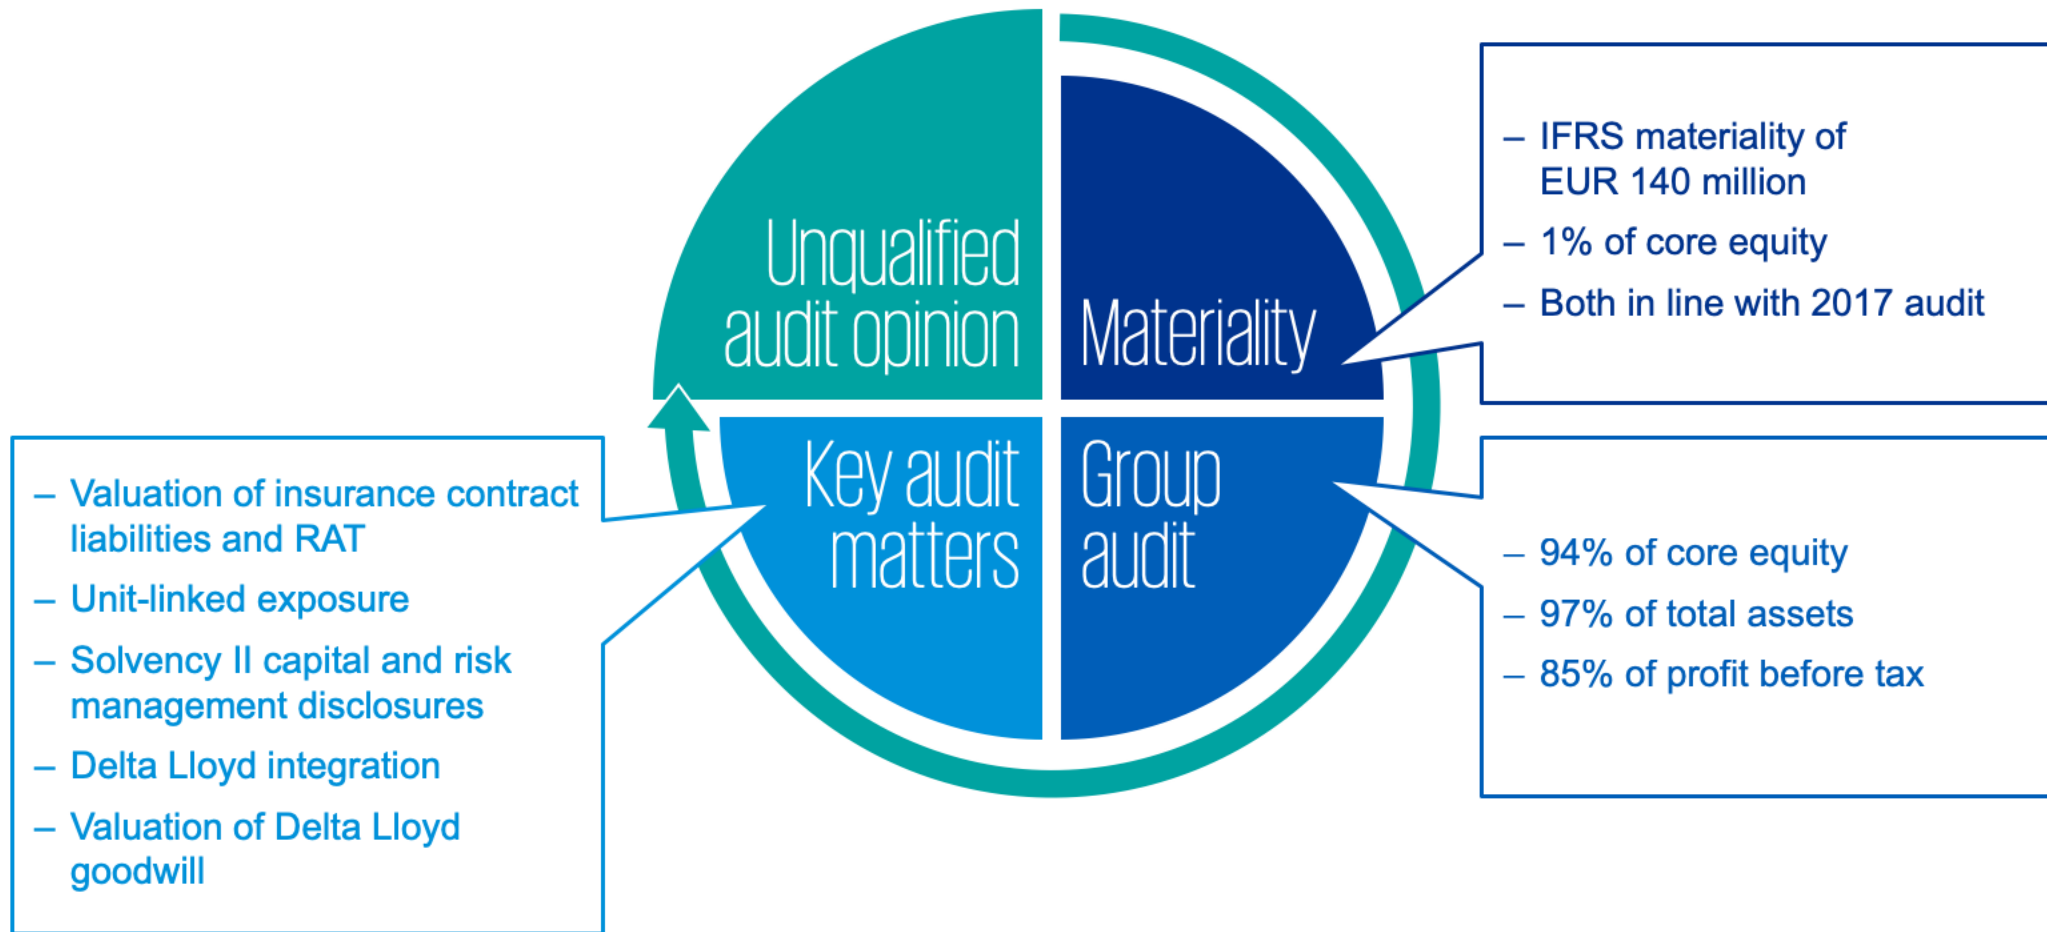 Unqualified
audit opinion
Materiality
– IFRS materiality of
EUR 140 million
– 1% of core equity
– Both in line with 2017 audit
Group
audit
– 94% of core equity
– 97% of total assets
– 85% of profit before tax
Key audit
matters
– Valuation of insurance contract
liabilities and RAT
– Unit-linked exposure
– Solvency II capital and risk
management disclosures
– Delta Lloyd integration
– Valuation of Delta Lloyd
goodwill